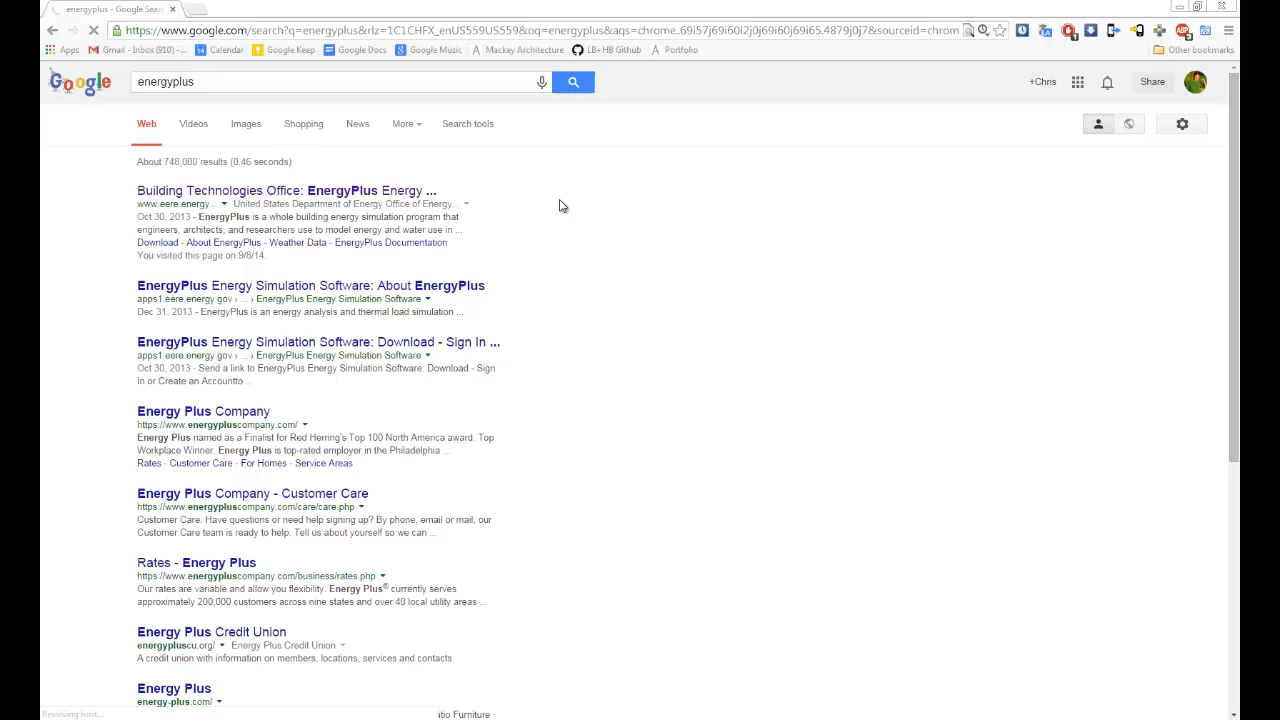 energyplus - Google Sear
https://www.google.com/search?q=energyplus&rlz=1C1CHFX_enUS559US559&oq=energyplus&aqs=chrome..69i57j69i60l2j0j69i60j69i65.4879j0j7&sourceid=chrom
Apps Gmail - Inbox (910) -... Calendar Google Keep Google Docs Google Music Mackey Architecture LB+HB Github Portfolio Other bookmarks
Google energyplus +Chris Share
Web Videos Images Shopping News More Search tools
About 748,000 results (0.46 seconds)
Building Technologies Office: EnergyPlus Energy ...
www.eere.energy... United States Department of Energy Office of Energy...
Oct 30, 2013 - EnergyPlus is a whole building energy simulation program that
engineers, architects, and researchers use to model energy and water use in ...
Download - About EnergyPlus - Weather Data - EnergyPlus Documentation
You visited this page on 9/8/14.
EnergyPlus Energy Simulation Software: About EnergyPlus
apps1.eere.energy.gov › ... › EnergyPlus Energy Simulation Software
Dec 31, 2013 - EnergyPlus is an energy analysis and thermal load simulation ...
EnergyPlus Energy Simulation Software: Download - Sign In ...
apps1.eere.energy.gov › ... › EnergyPlus Energy Simulation Software
Oct 30, 2013 - Send a link to EnergyPlus Energy Simulation Software: Download - Sign
In or Create an Accountto ...
Energy Plus Company
https://www.energypluscompany.com/
Energy Plus named as a Finalist for Red Herring's Top 100 North America award. Top
Workplace Winner. Energy Plus is top-rated employer in the Philadelphia ...
Rates - Customer Care - For Homes - Service Areas
Energy Plus Company - Customer Care
https://www.energypluscompany.com/care/care.php
Customer Care. Have questions or need help signing up? By phone, email or mail, our
Customer Care team is ready to help. Tell us about yourself so we can ...
Rates - Energy Plus
https://www.energypluscompany.com/business/rates.php
Our rates are variable and allow you flexibility. Energy Plus® currently serves
approximately 200,000 customers across nine states and over 40 local utility areas ...
Energy Plus Credit Union
energypluscu.org/ Energy Plus Credit Union
A credit union with information on members, locations, services and contacts.
Energy Plus
energy-plus.com/
Resolving host... atio Furniture ·